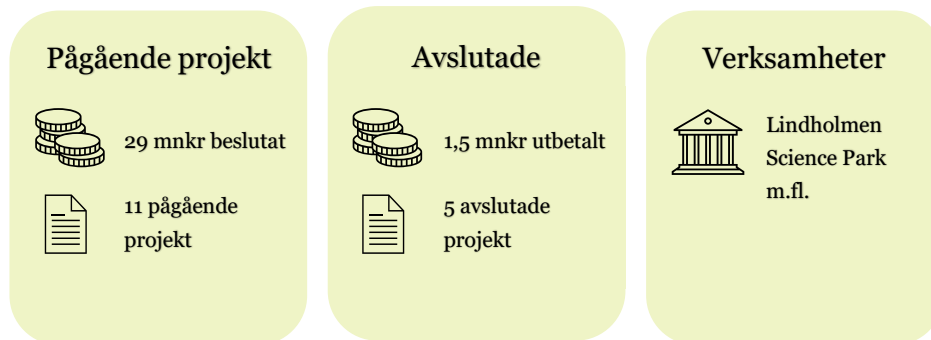 Pågående projekt
29 mnkr beslutat
11 pågående
projekt
Avslutade
1,5 mnkr utbetalt
5 avslutade
projekt
Verksamheter
Lindholmen
Science Park
m.fl.